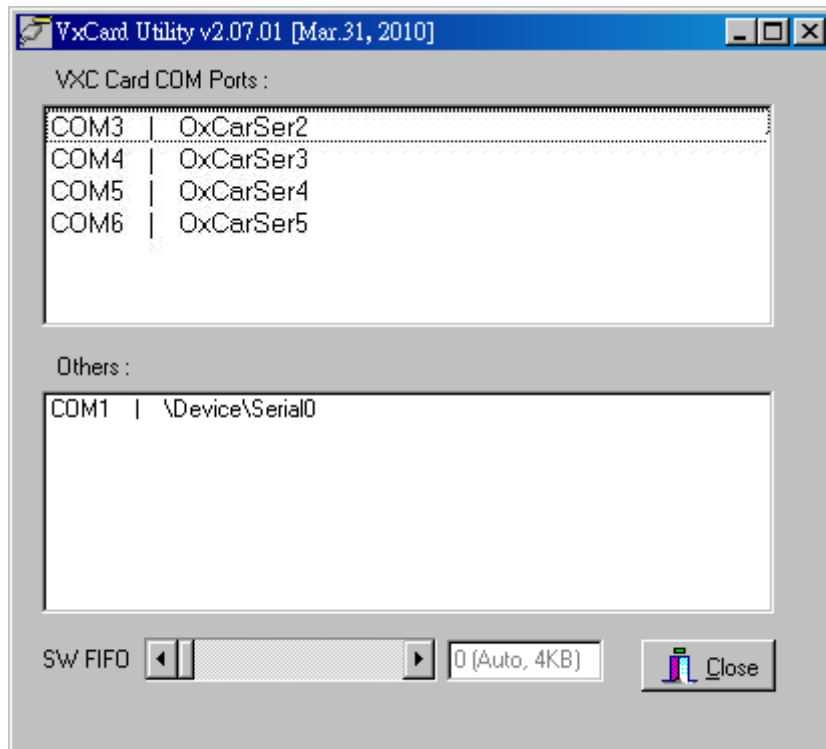 VxCard Utility v2.07.01 [Mar.31, 2010]
VXC Card COM Ports :
COM3 | OxCarSer2
COM4 | OxCarSer3
COM5 | OxCarSer4
COM6 | OxCarSer5
Others :
COM1 | \Device\Serial0
SW FIFO 0 (Auto, 4KB) Close